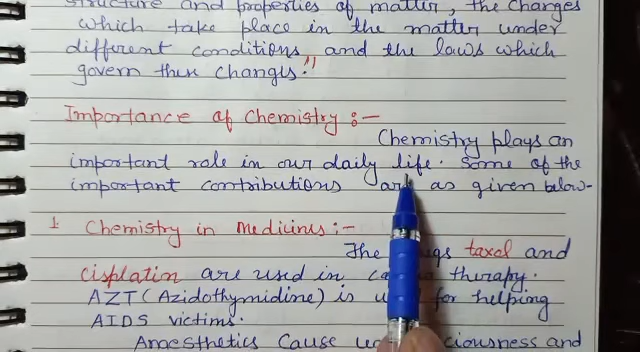 structure and properties of matter, the changes
which take place in the matter under
different conditions and the laws which
govern these changes."
Importance of Chemistry :-
Chemistry plays an
important role in our daily life. Some of the
important contributions are as given below-
1 Chemistry in Medicines :-
The taxol and
cisplatin are used in therapy.
AZT (Azidothymidine) is for helping
AIDS victims.
Anaesthetics cause and